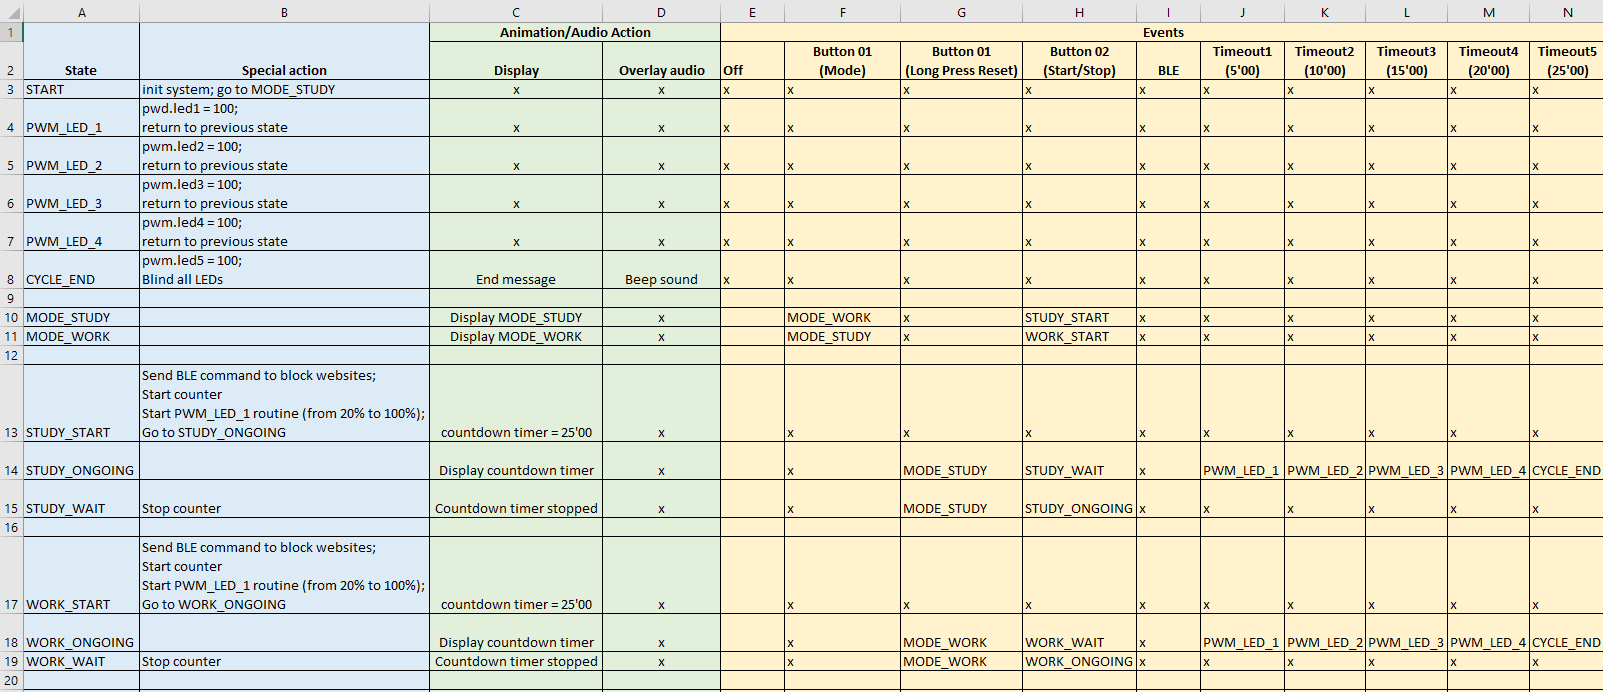 A B C D E F G H I J K L M N
1 Animation/Audio Action Events
Button 01 Button 01 Button 02 Timeout1 Timeout2 Timeout3 Timeout4 Timeout5
2 State Special action Display Overlay audio Off (Mode) (Long Press Reset) (Start/Stop) BLE (5'00) (10'00) (15'00) (20'00) (25'00)
3 START init system; go to MODE_STUDY x x x x x x x x x x x x
pwd.led1 = 100;
4 PWM_LED_1 return to previous state x x x x x x x x x x x x
pwm.led2 = 100;
5 PWM_LED_2 return to previous state x x x x x x x x x x x x
pwm.led3 = 100;
6 PWM_LED_3 return to previous state x x x x x x x x x x x x
pwm.led4 = 100;
7 PWM_LED_4 return to previous state x x x x x x x x x x x x
pwm.led5 = 100;
8 CYCLE_END Blind all LEDs End message Beep sound x x x x x x x x x x
9
10 MODE_STUDY Display MODE_STUDY x MODE_WORK x STUDY_START x x x x x x
11 MODE_WORK Display MODE_WORK x MODE_STUDY x WORK_START x x x x x x
12
Send BLE command to block websites;
Start counter
Start PWM_LED_1 routine (from 20% to 100%);
13 STUDY_START Go to STUDY_ONGOING countdown timer = 25'00 x x x x x x x x x x
14 STUDY_ONGOING Display countdown timer x x MODE_STUDY STUDY_WAIT x PWM_LED_1 PWM_LED_2 PWM_LED_3 PWM_LED_4 CYCLE_END
15 STUDY_WAIT Stop counter Countdown timer stopped x x MODE_STUDY STUDY_ONGOING x x x x x x
16
Send BLE command to block websites;
Start counter
Start PWM_LED_1 routine (from 20% to 100%);
17 WORK_START Go to WORK_ONGOING countdown timer = 25'00 x x x x x x x x x x
18 WORK_ONGOING Display countdown timer x x MODE_WORK WORK_WAIT x PWM_LED_1 PWM_LED_2 PWM_LED_3 PWM_LED_4 CYCLE_END
19 WORK_WAIT Stop counter Countdown timer stopped x x MODE_WORK WORK_ONGOING x x x x x x
20